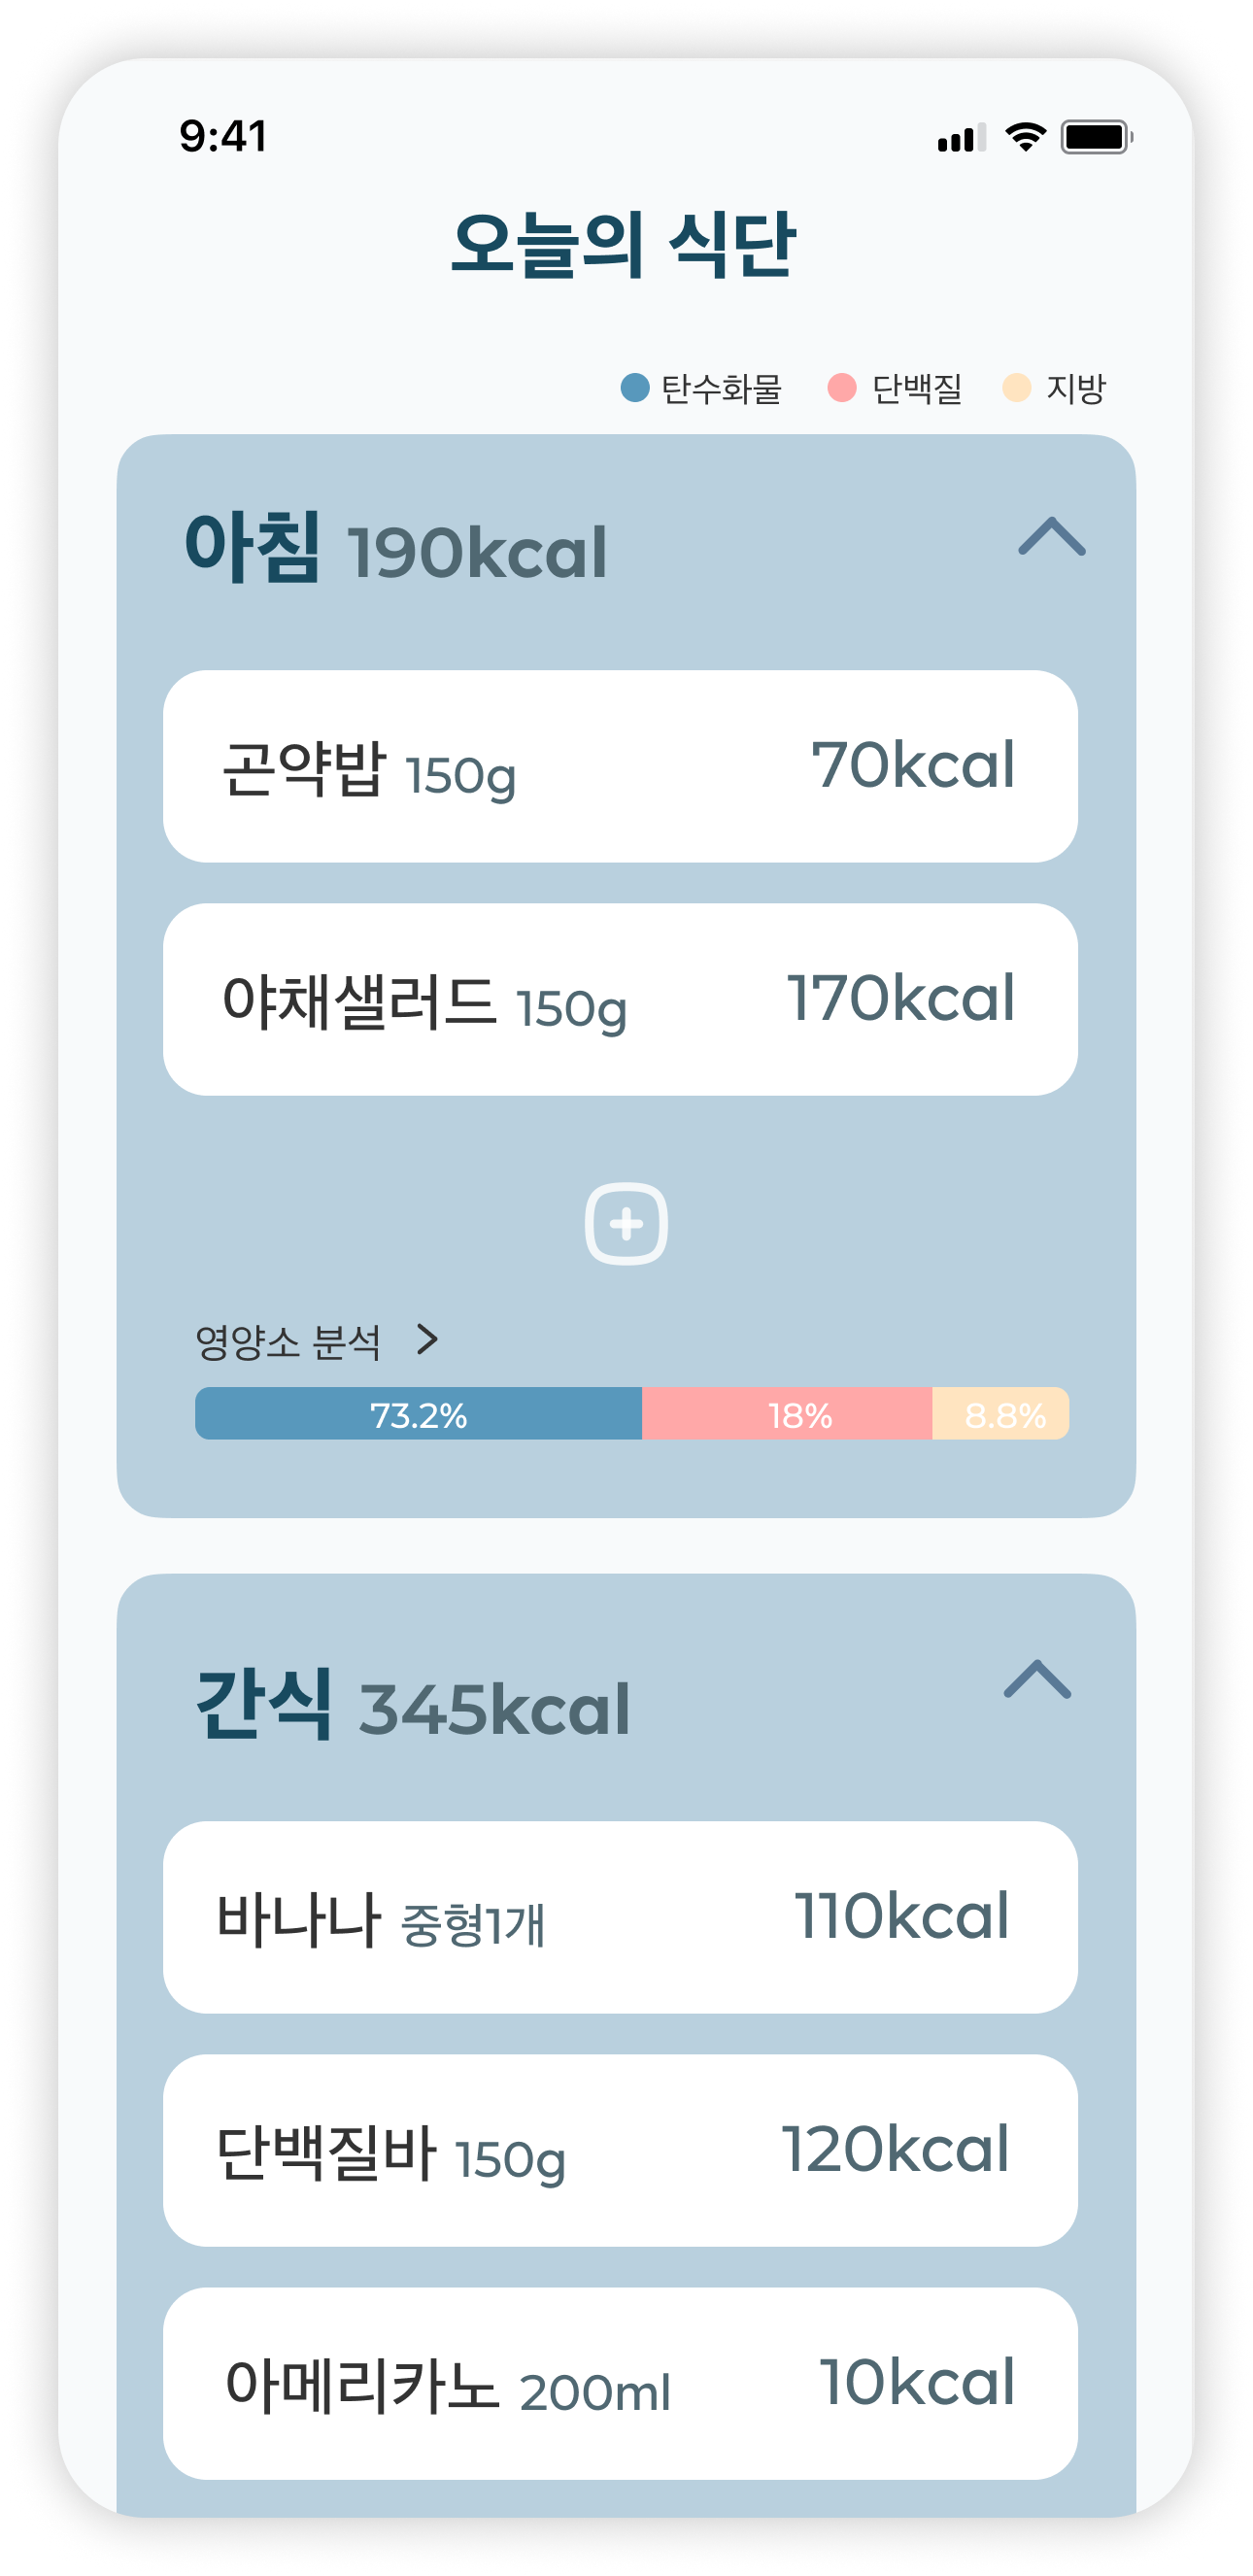 9:41
오늘의 식단
탄수화물 단백질 지방
아침 190kcal
곤약밥 150g 70kcal
야채샐러드 150g 170kcal
영양소 분석 >
73.2% 18% 8.8%
간식 345kcal
바나나 중형1개 110kcal
단백질바 150g 120kcal
아메리카노 200ml 10kcal